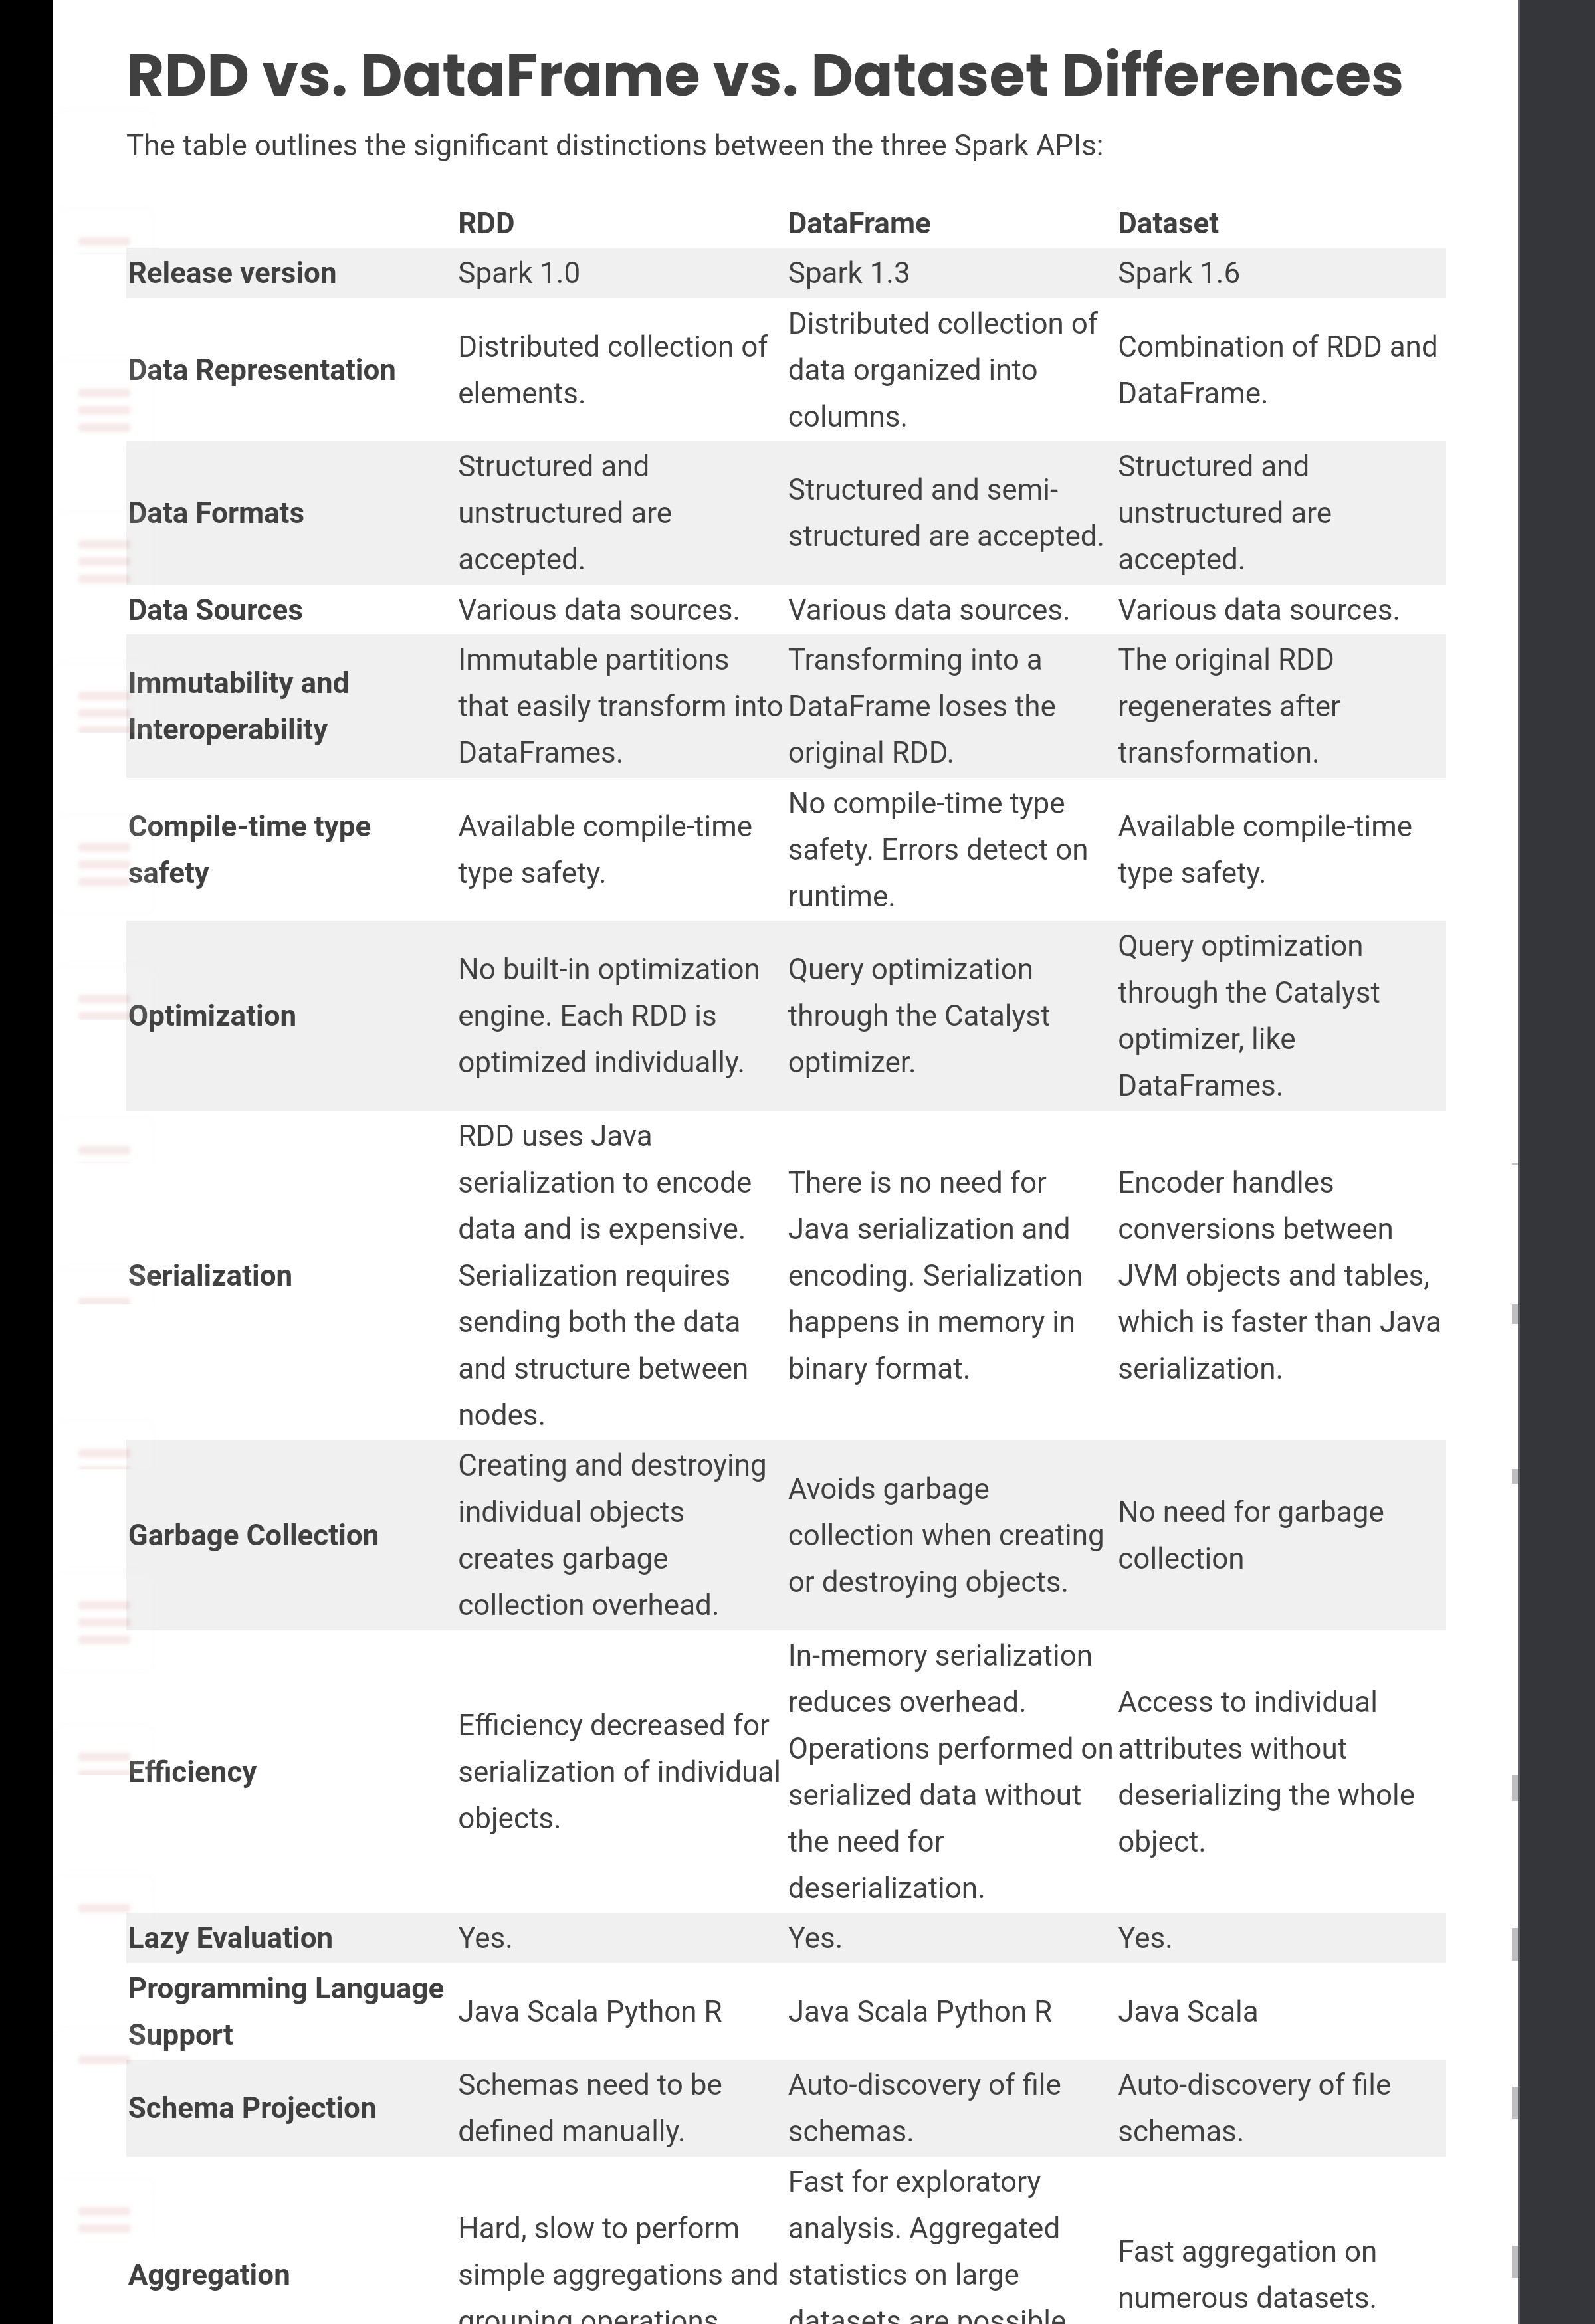 RDD vs. DataFrame vs. Dataset Differences
The table outlines the significant distinctions between the three Spark APIs:
RDD DataFrame Dataset
Release version Spark 1.0 Spark 1.3 Spark 1.6
Data Representation
Distributed collection of
elements.
Distributed collection of
data organized into
columns.
Combination of RDD and
DataFrame.
Data Formats
Structured and
unstructured are
accepted.
Structured and semi-
structured are accepted.
Structured and
unstructured are
accepted.
Data Sources Various data sources. Various data sources. Various data sources.
Immutability and
Interoperability
Immutable partitions
that easily transform into
DataFrames.
Transforming into a
DataFrame loses the
original RDD.
The original RDD
regenerates after
transformation.
Compile-time type
safety
Available compile-time
type safety.
No compile-time type
safety. Errors detect on
runtime.
Available compile-time
type safety.
Optimization
No built-in optimization
engine. Each RDD is
optimized individually.
Query optimization
through the Catalyst
optimizer.
Query optimization
through the Catalyst
optimizer, like
DataFrames.
Serialization
RDD uses Java
serialization to encode
data and is expensive.
Serialization requires
sending both the data
and structure between
nodes.
There is no need for
Java serialization and
encoding. Serialization
happens in memory in
binary format.
Encoder handles
conversions between
JVM objects and tables,
which is faster than Java
serialization.
Garbage Collection
Creating and destroying
individual objects
creates garbage
collection overhead.
Avoids garbage
collection when creating
or destroying objects.
No need for garbage
collection
Efficiency
Efficiency decreased for
serialization of individual
objects.
In-memory serialization
reduces overhead.
Operations performed on
serialized data without
the need for
deserialization.
Access to individual
attributes without
deserializing the whole
object.
Lazy Evaluation Yes. Yes. Yes.
Programming Language
Support
Java Scala Python R
Java Scala Python R
Java Scala
Schema Projection
Schemas need to be
defined manually.
Auto-discovery of file
schemas.
Auto-discovery of file
schemas.
Aggregation
Hard, slow to perform
simple aggregations and
grouping operations.
Fast for exploratory
analysis. Aggregated
statistics on large
datasets are possible
Fast aggregation on
numerous datasets.